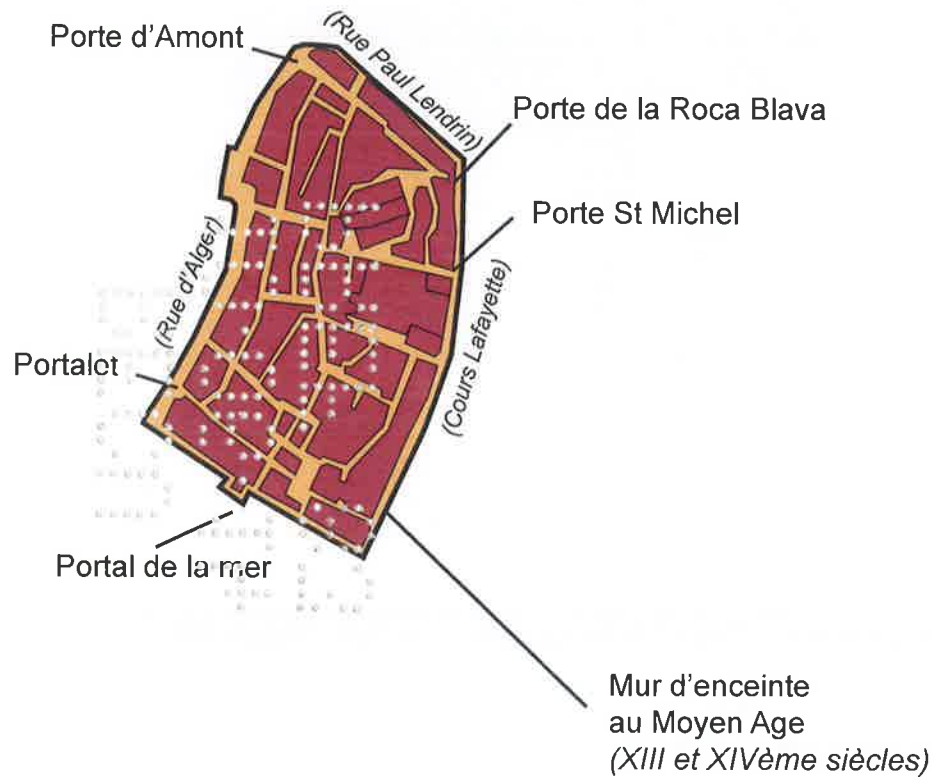 Porte d'Amont
(Rue Paul Lendrin)
Porte de la Roca Blava
Porte St Michel
(Rue d'Alger)
(Cours Lafayette)
Portalet
Portal de la mer
Mur d'enceinte
au Moyen Age
(XIII et XIVème siècles)